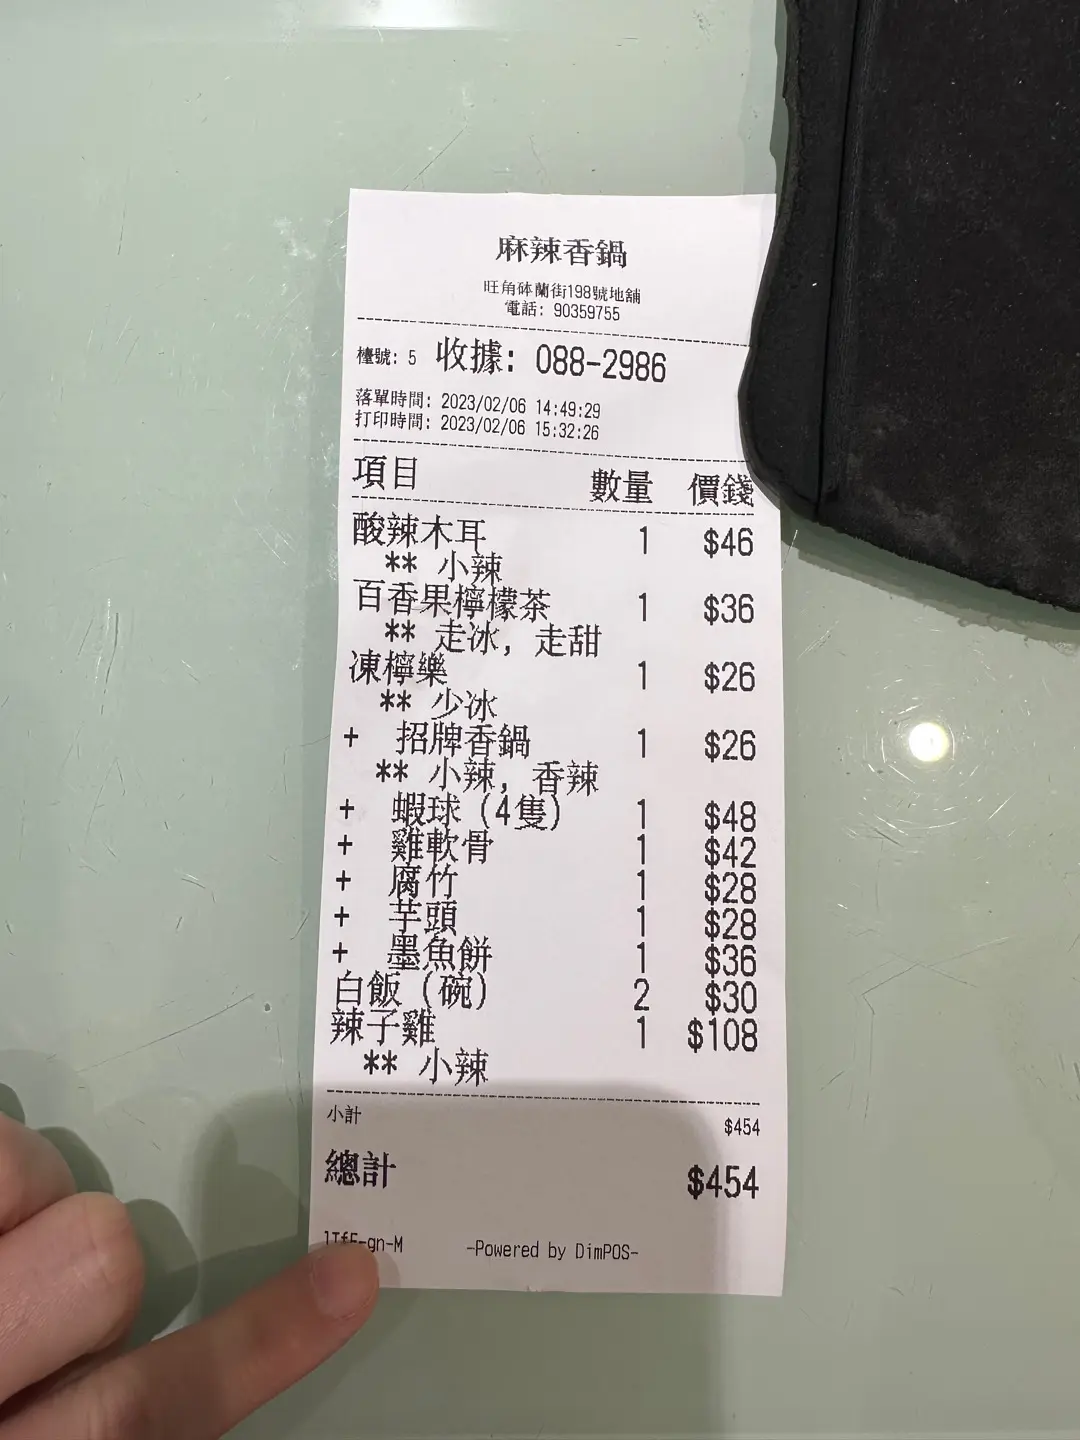 麻辣香鍋
旺角砵蘭街198號地舖
電話: 90359755
檯號: 5 收據: 088-2986
落單時間: 2023/02/06 14:49:29
打印時間: 2023/02/06 15:32:26
項目 數量 價錢
酸辣木耳 1 $46
** 小辣
百香果檸檬茶 1 $36
** 走冰, 走甜
凍檸樂 1 $26
** 少冰
+ 招牌香鍋 1 $26
** 小辣, 香辣
+ 蝦球 (4隻) 1 $48
+ 雞軟骨 1 $42
+ 腐竹 1 $28
+ 芋頭 1 $28
+ 墨魚餅 1 $36
白飯 (碗) 2 $30
辣子雞 1 $108
** 小辣
小計 $454
總計 $454
-Powered by DimPOS-